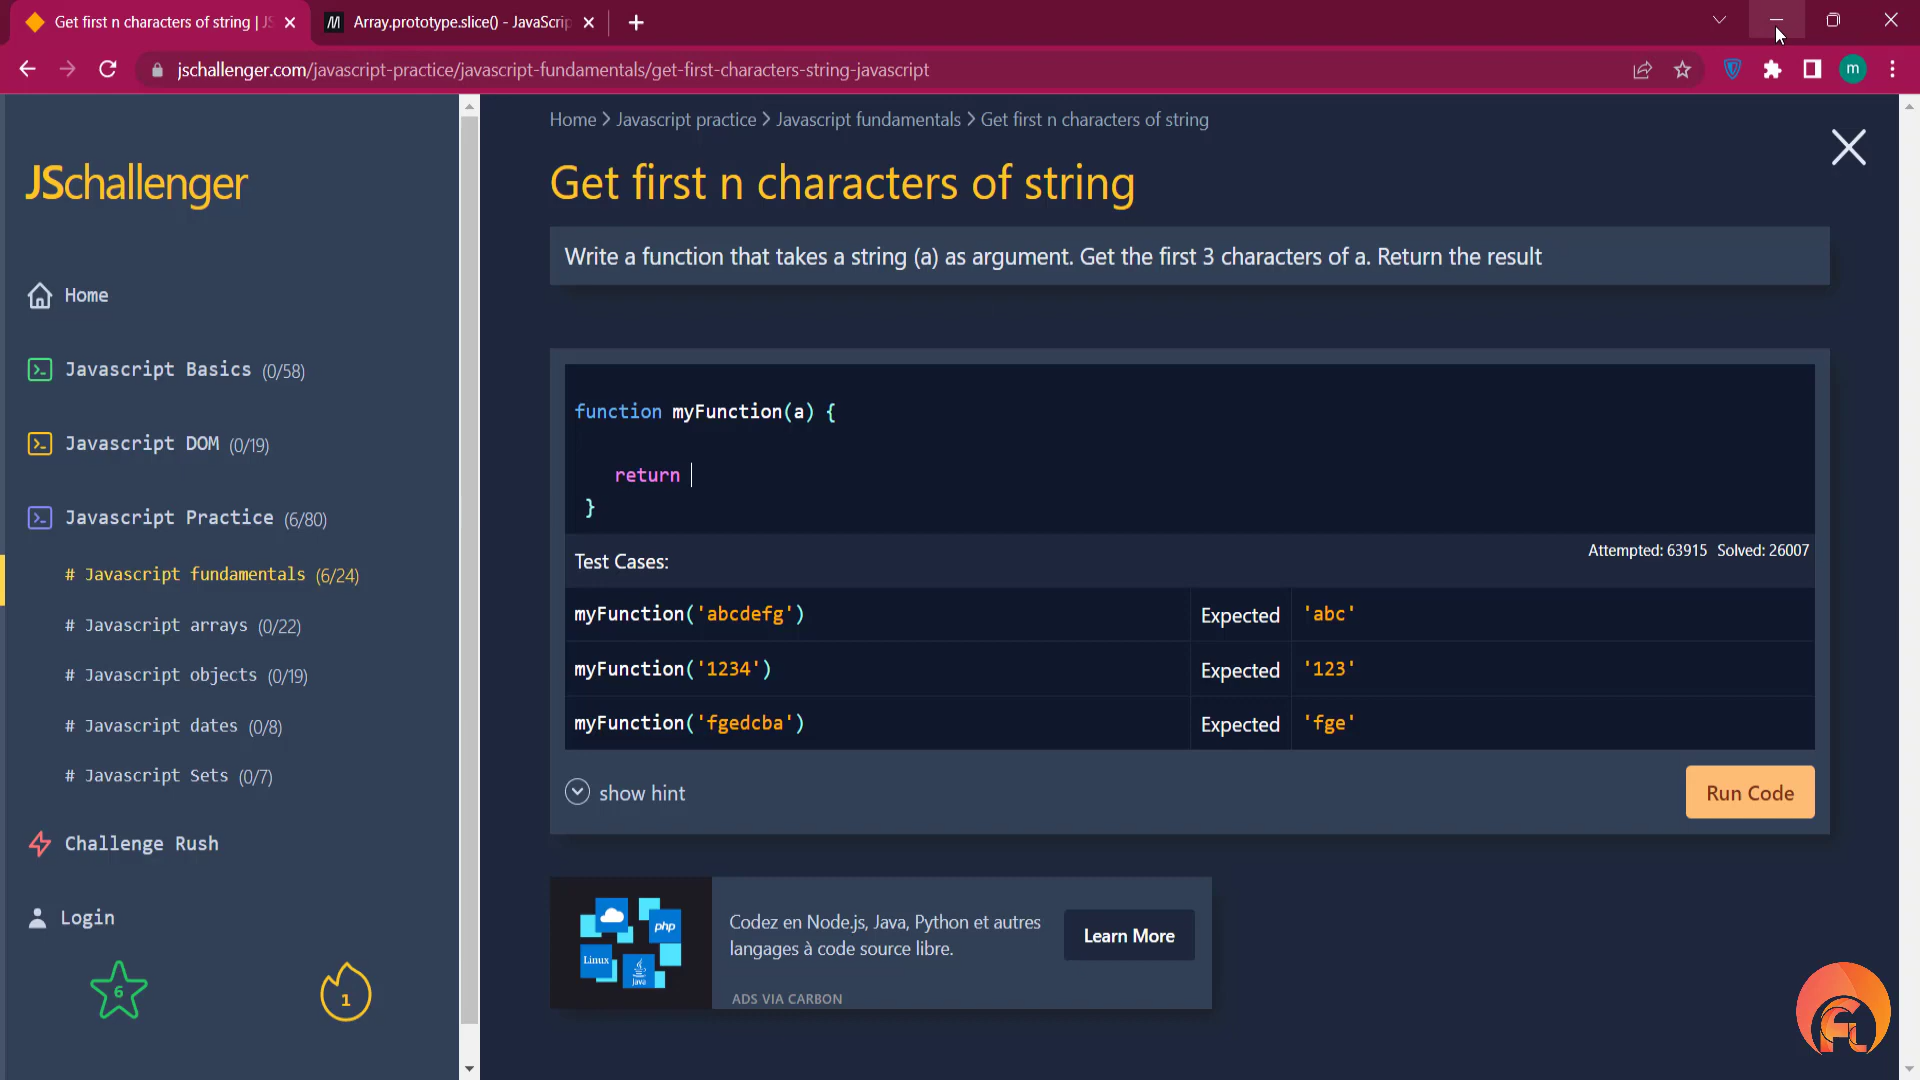 Get first n characters of string | JS
Array.prototype.slice() - JavaScrip
jschallenger.com/javascript-practice/javascript-fundamentals/get-first-characters-string-javascript
m
JSchallenger
Home
Javascript Basics (0/58)
Javascript DOM (0/19)
Javascript Practice (6/80)
# Javascript fundamentals (6/24)
# Javascript arrays (0/22)
# Javascript objects (0/19)
# Javascript dates (0/8)
# Javascript Sets (0/7)
Challenge Rush
Login
6
1
Home > Javascript practice > Javascript fundamentals > Get first n characters of string
Get first n characters of string
Write a function that takes a string (a) as argument. Get the first 3 characters of a. Return the result
function myFunction(a) {
return
}
Test Cases:
Attempted: 63915 Solved: 26007
myFunction('abcdefg') Expected 'abc'
myFunction('1234') Expected '123'
myFunction('fgedcba') Expected 'fge'
show hint
Run Code
php
Linux
Java
Codez en Node.js, Java, Python et autres
langages à code source libre.
Learn More
ADS VIA CARBON